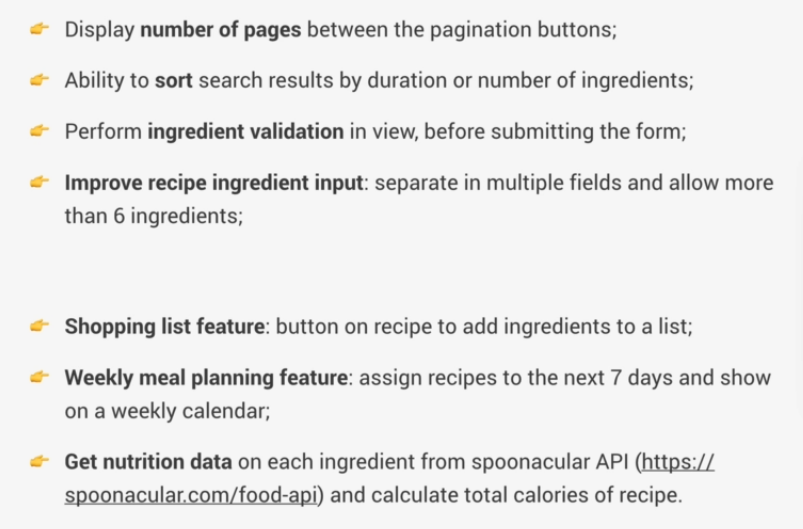 👉 Display number of pages between the pagination buttons;
👉 Ability to sort search results by duration or number of ingredients;
👉 Perform ingredient validation in view, before submitting the form;
👉 Improve recipe ingredient input: separate in multiple fields and allow more
than 6 ingredients;
👉 Shopping list feature: button on recipe to add ingredients to a list;
👉 Weekly meal planning feature: assign recipes to the next 7 days and show
on a weekly calendar;
👉 Get nutrition data on each ingredient from spoonacular API (https://
spoonacular.com/food-api) and calculate total calories of recipe.